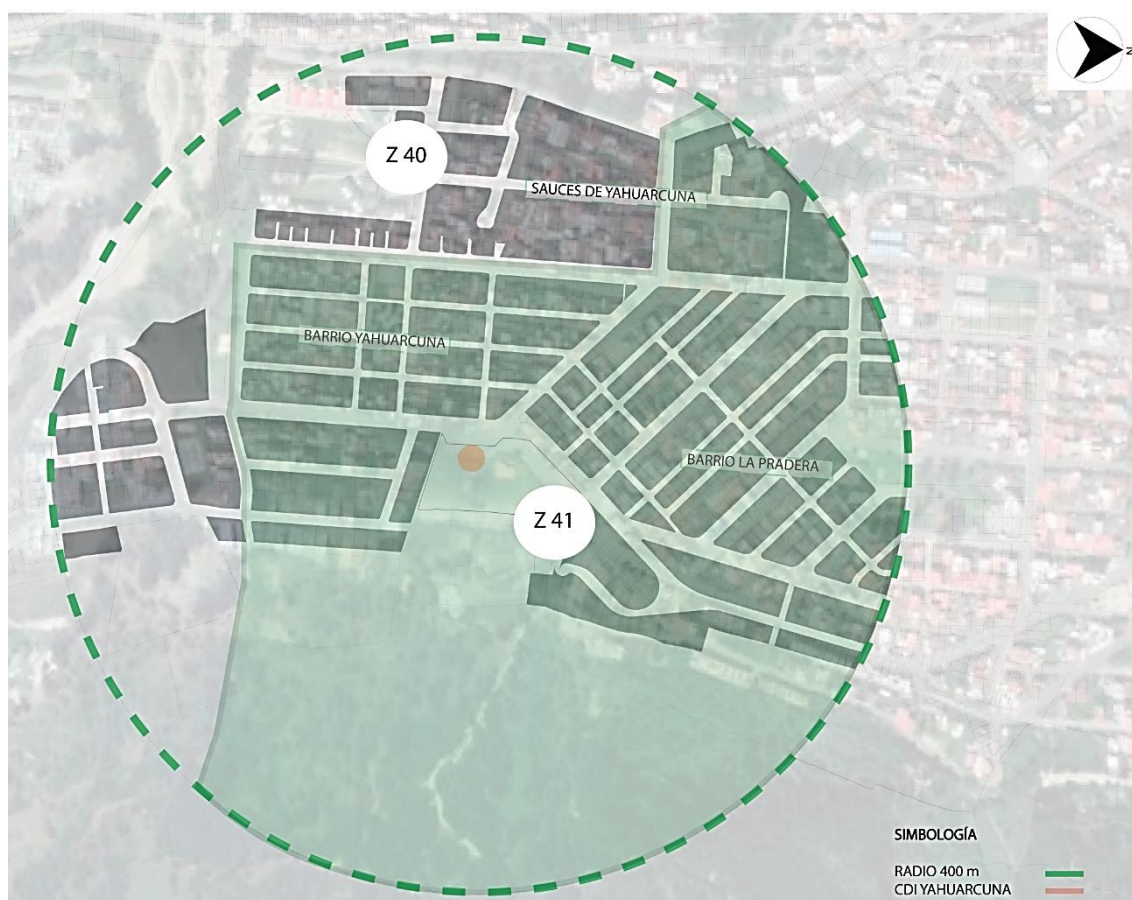 N
Z 40
SAUCES DE YAHUARCUNA
BARRIO YAHUARCUNA
BARRIO LA PRADERA
Z 41
SIMBOLOGÍA
RADIO 400 m
CDI YAHUARCUNA